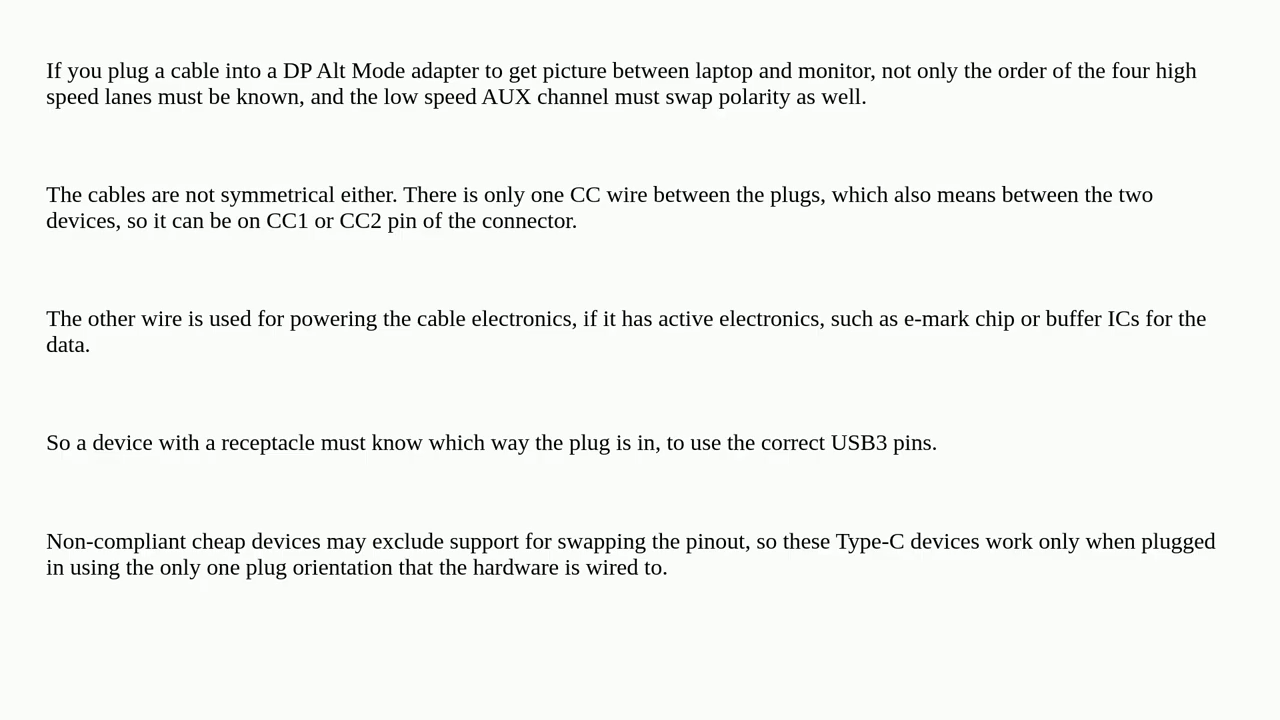 If you plug a cable into a DP Alt Mode adapter to get picture between laptop and monitor, not only the order of the four high
speed lanes must be known, and the low speed AUX channel must swap polarity as well.
The cables are not symmetrical either. There is only one CC wire between the plugs, which also means between the two
devices, so it can be on CC1 or CC2 pin of the connector.
The other wire is used for powering the cable electronics, if it has active electronics, such as e-mark chip or buffer ICs for the
data.
So a device with a receptacle must know which way the plug is in, to use the correct USB3 pins.
Non-compliant cheap devices may exclude support for swapping the pinout, so these Type-C devices work only when plugged
in using the only one plug orientation that the hardware is wired to.